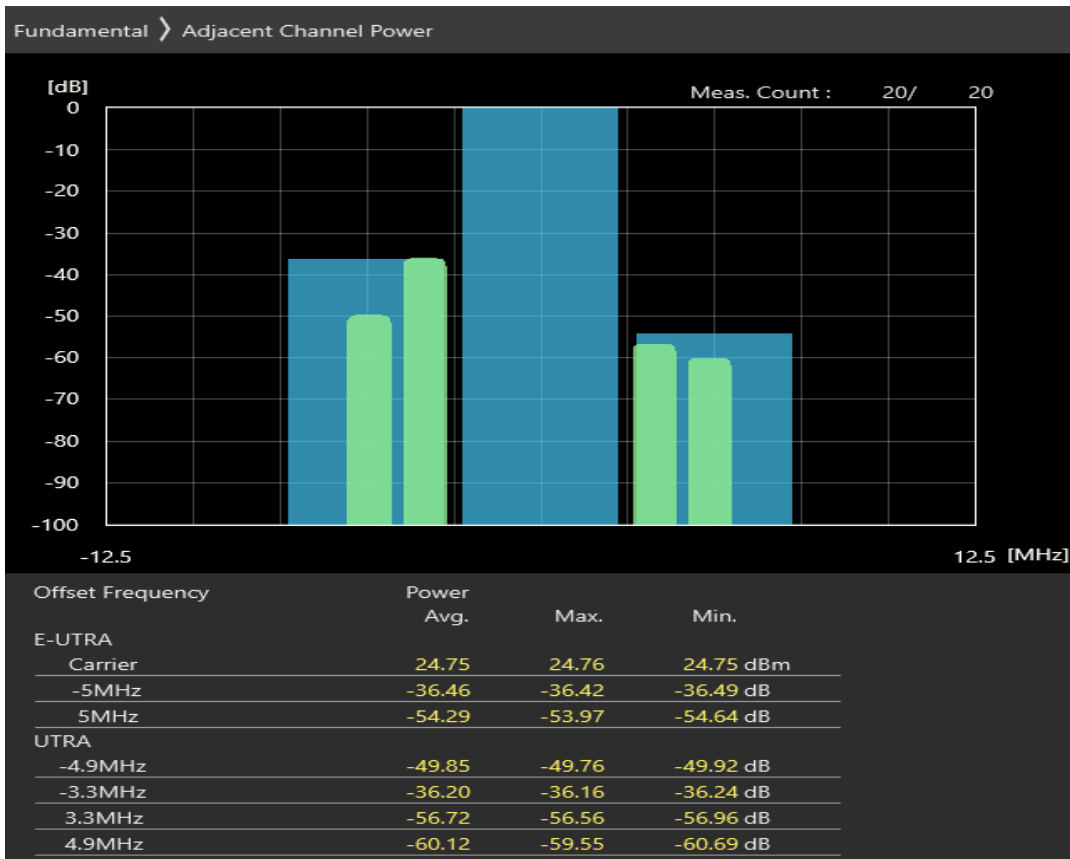 Fundamental 〉 Adjacent Channel Power
[dB]
Meas. Count : 20/ 20
0
-10
-20
-30
-40
-50
-60
-70
-80
-90
-100
-12.5 12.5 [MHz]
Offset Frequency Power
Avg. Max. Min.
E-UTRA
Carrier 24.75 24.76 24.75 dBm
-5MHz -36.46 -36.42 -36.49 dB
5MHz -54.29 -53.97 -54.64 dB
UTRA
-4.9MHz -49.85 -49.76 -49.92 dB
-3.3MHz -36.20 -36.16 -36.24 dB
3.3MHz -56.72 -56.56 -56.96 dB
4.9MHz -60.12 -59.55 -60.69 dB